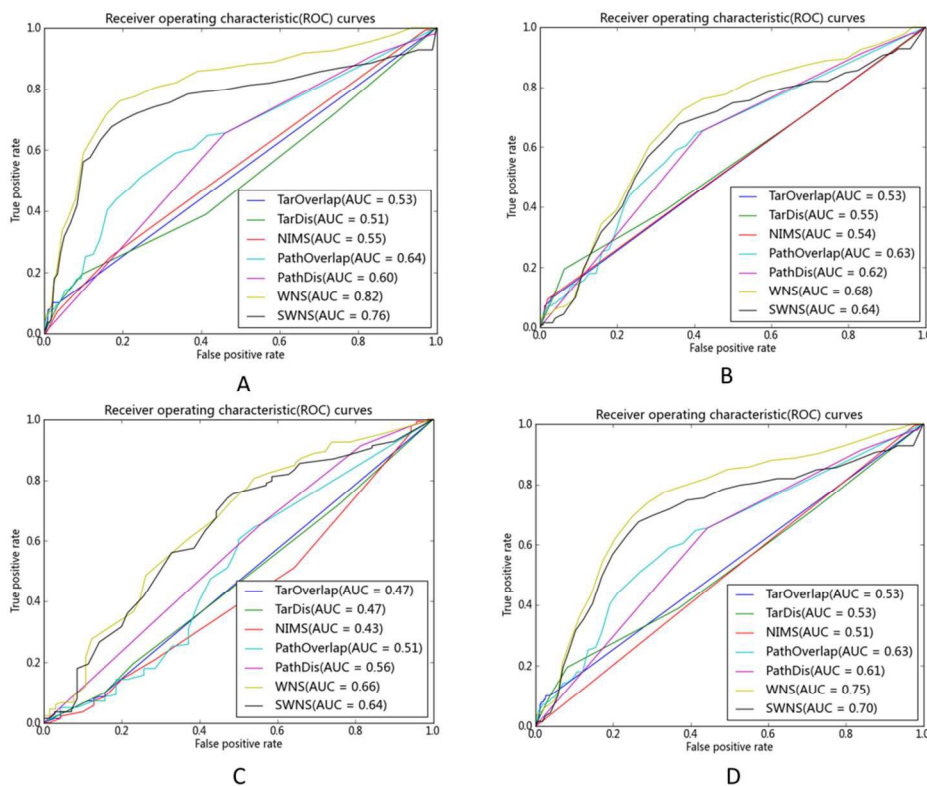 Receiver operating characteristic(ROC) curves
1.0
0.8
0.6
0.4
0.2
0.0
True positive rate
TarOverlap(AUC = 0.53)
TarDis(AUC = 0.51)
NIMS(AUC = 0.55)
PathOverlap(AUC = 0.64)
PathDis(AUC = 0.60)
WNS(AUC = 0.82)
SWNS(AUC = 0.76)
0.0 0.2 0.4 0.6 0.8 1.0
False positive rate
A
Receiver operating characteristic(ROC) curves
1.0
0.8
0.6
0.4
0.2
0.0
True positive rate
TarOverlap(AUC = 0.53)
TarDis(AUC = 0.55)
NIMS(AUC = 0.54)
PathOverlap(AUC = 0.63)
PathDis(AUC = 0.62)
WNS(AUC = 0.68)
SWNS(AUC = 0.64)
0.0 0.2 0.4 0.6 0.8 1.0
False positive rate
B
Receiver operating characteristic(ROC) curves
1.0
0.8
0.6
0.4
0.2
0.0
True positive rate
TarOverlap(AUC = 0.47)
TarDis(AUC = 0.47)
NIMS(AUC = 0.43)
PathOverlap(AUC = 0.51)
PathDis(AUC = 0.56)
WNS(AUC = 0.66)
SWNS(AUC = 0.64)
0.0 0.2 0.4 0.6 0.8 1.0
False positive rate
C
Receiver operating characteristic(ROC) curves
1.0
0.8
0.6
0.4
0.2
0.0
True positive rate
TarOverlap(AUC = 0.53)
TarDis(AUC = 0.53)
NIMS(AUC = 0.51)
PathOverlap(AUC = 0.63)
PathDis(AUC = 0.61)
WNS(AUC = 0.75)
SWNS(AUC = 0.70)
0.0 0.2 0.4 0.6 0.8 1.0
False positive rate
D